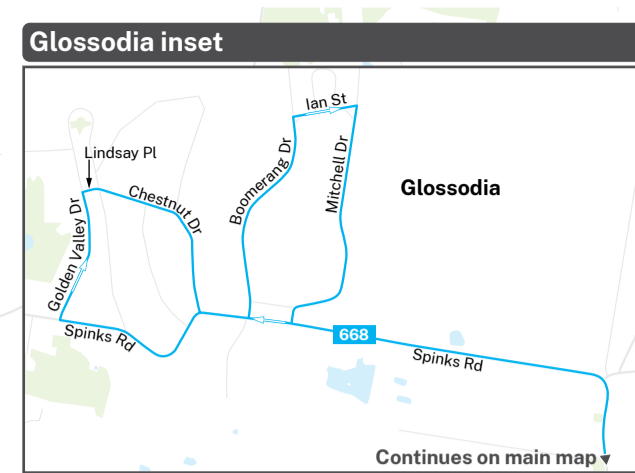 Glossodia inset
Ian St
Lindsay Pl
Boomerang Dr
Mitchell Dr
Glossodia
Chestnut Dr
Golden Valley Dr
Spinks Rd
668
Spinks Rd
Continues on main map